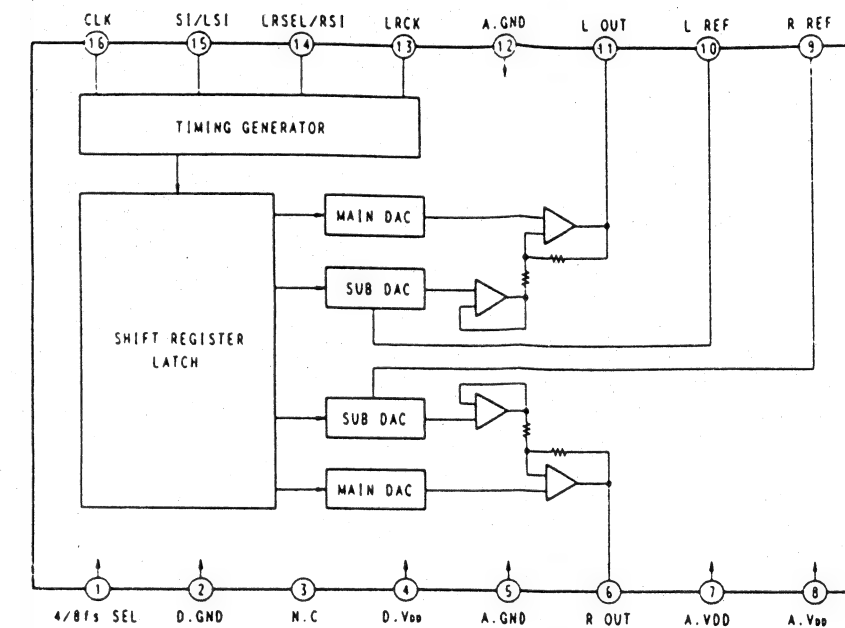 CLK SI/LSI LRSEL/RSI LRCK A.GND L OUT L REF R REF
16 15 14 13 12 11 10 9
TIMING GENERATOR
MAIN DAC
SUB DAC
SHIFT REGISTER
LATCH
SUB DAC
MAIN DAC
1 2 3 4 5 6 7 8
4/8fs SEL D.GND N.C D.VDD A.GND R OUT A.VDD A.VDD